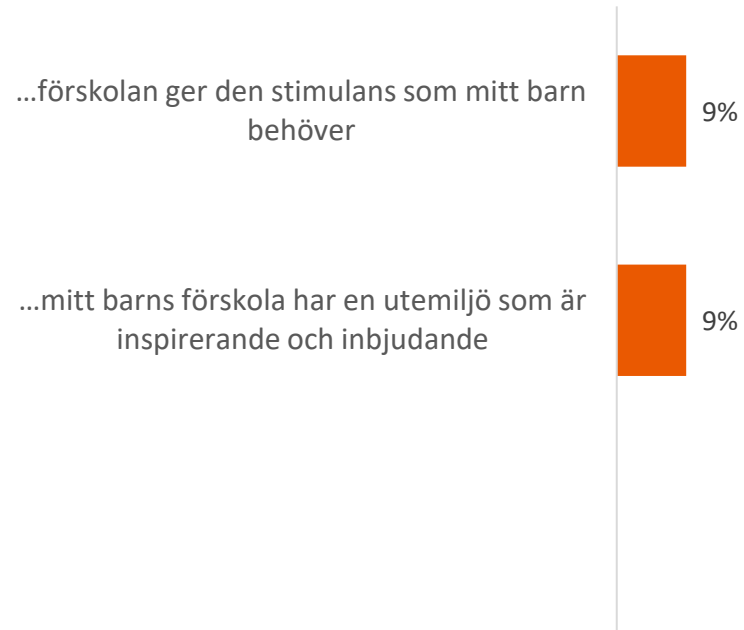 ...förskolan ger den stimulans som mitt barn
behöver
9%
...mitt barns förskola har en utemiljö som är
inspirerande och inbjudande
9%